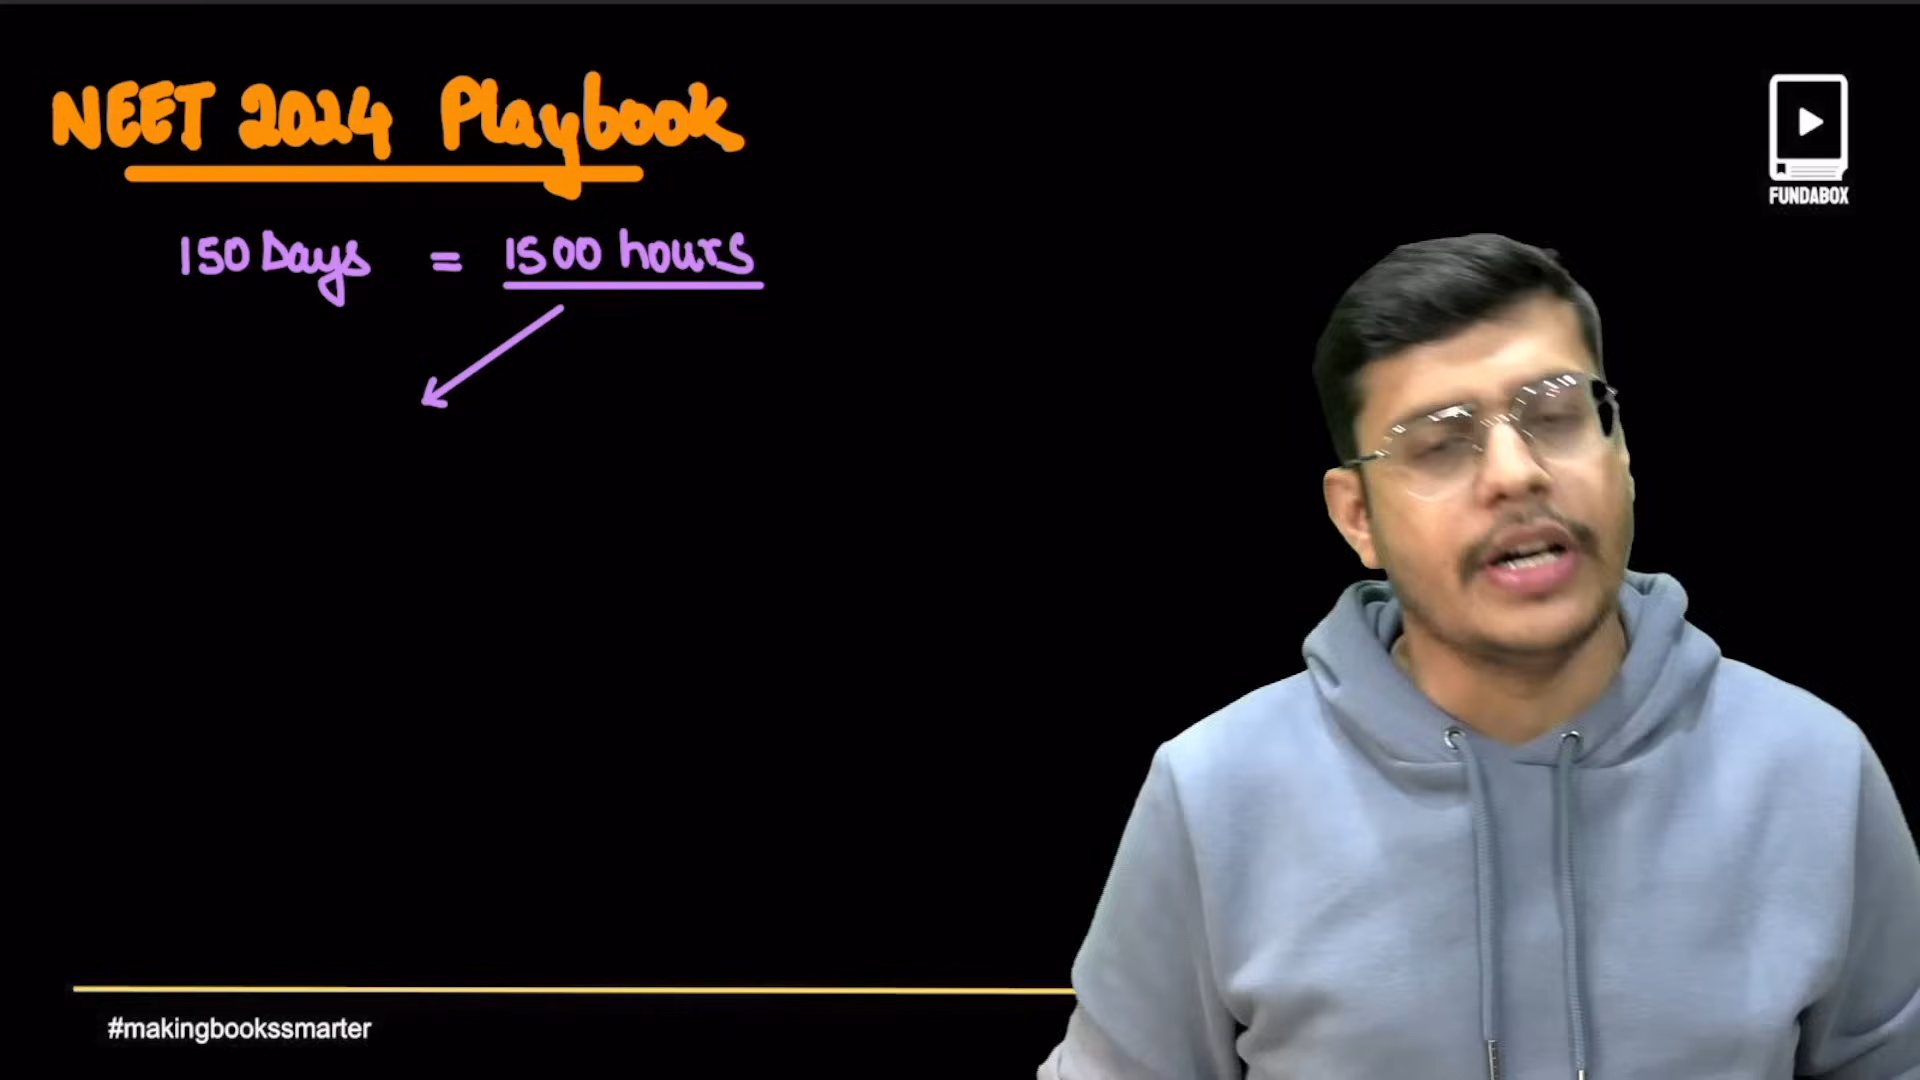 NEET 2024 Playbook
FUNDABOX
150 Days = 1500 hours
#makingbookssmarter